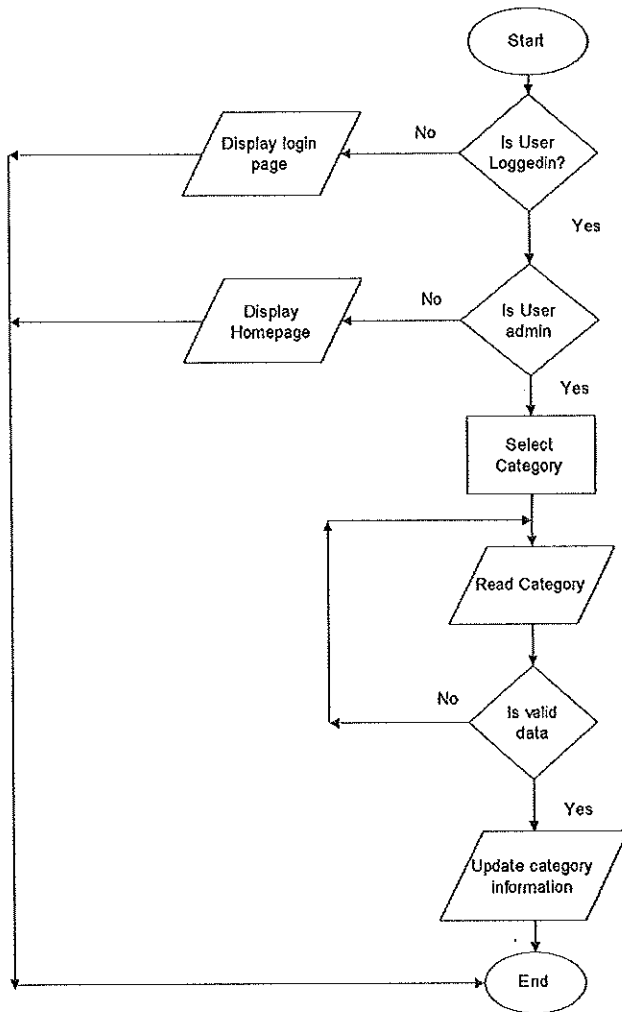 Start
Is User
Loggedin?
No
Display login
page
Yes
Is User
admin
No
Display
Homepage
Yes
Select
Category
Read Category
Is valid
data
No
Yes
Update category
information
End